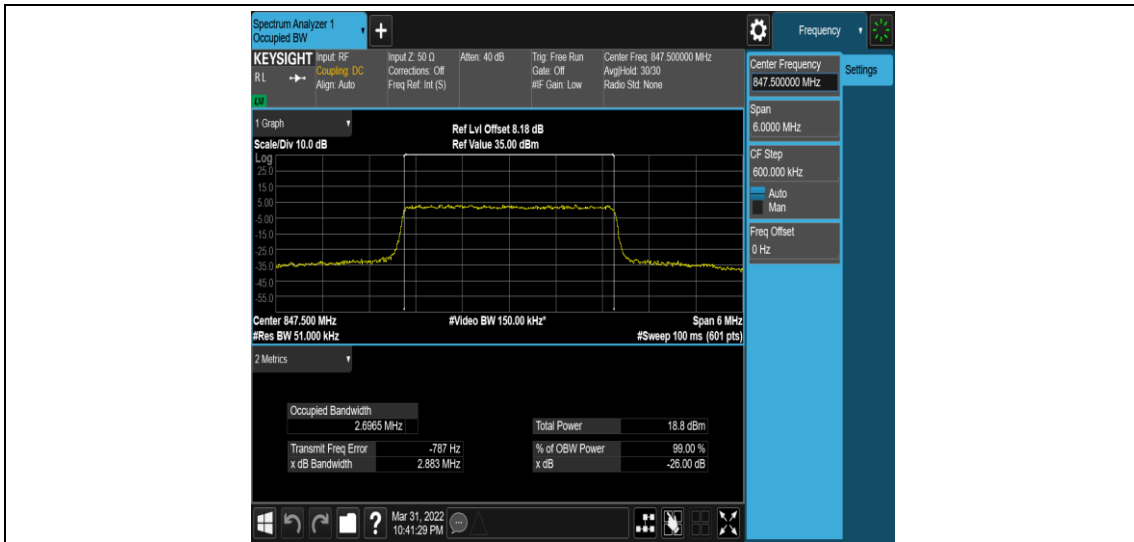 Spectrum Analyzer 1
Occupied BW
+
Frequency
KEYSIGHT
RL
Input: RF
Coupling: DC
Align: Auto
Input Z: 50 Ω
Corrections: Off
Freq Ref: Int (S)
Atten: 40 dB
Trig: Free Run
Gate: Off
#IF Gain: Low
Center Freq: 847.500000 MHz
Avg|Hold: 30/30
Radio Std: None
1 Graph
Scale/Div 10.0 dB
Ref Lvl Offset 8.18 dB
Ref Value 35.00 dBm
Log
25.0
15.0
5.00
-5.00
-15.0
-25.0
-35.0
-45.0
-55.0
Center 847.500 MHz
#Res BW 51.000 kHz
#Video BW 150.00 kHz*
Span 6 MHz
#Sweep 100 ms (601 pts)
2 Metrics
Occupied Bandwidth
2.6965 MHz
Transmit Freq Error -787 Hz
x dB Bandwidth 2.883 MHz
Total Power 18.8 dBm
% of OBW Power 99.00 %
x dB -26.00 dB
Center Frequency
847.500000 MHz
Settings
Span
6.0000 MHz
CF Step
600.000 kHz
Auto
Man
Freq Offset
0 Hz
?
Mar 31, 2022
10:41:29 PM